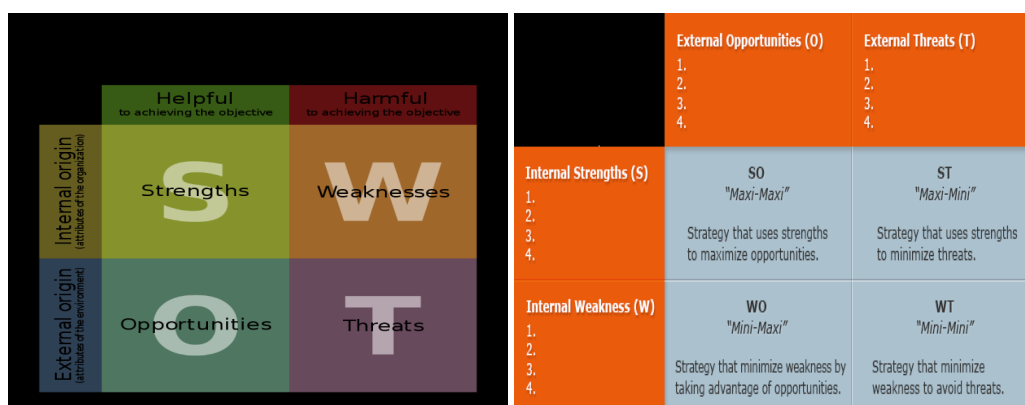 Helpful
to achieving the objective
Harmful
to achieving the objective
Internal origin
(attributes of the organization)
S
Strengths
W
Weaknesses
External origin
(attributes of the environment)
O
Opportunities
T
Threats
External Opportunities (O)
1.
2.
3.
4.
External Threats (T)
1.
2.
3.
4.
Internal Strengths (S)
1.
2.
3.
4.
SO
"Maxi-Maxi"
Strategy that uses strengths
to maximize opportunities.
ST
"Maxi-Mini"
Strategy that uses strengths
to minimize threats.
Internal Weakness (W)
1.
2.
3.
4.
WO
"Mini-Maxi"
Strategy that minimize weakness by
taking advantage of opportunities.
WT
"Mini-Mini"
Strategy that minimize
weakness to avoid threats.